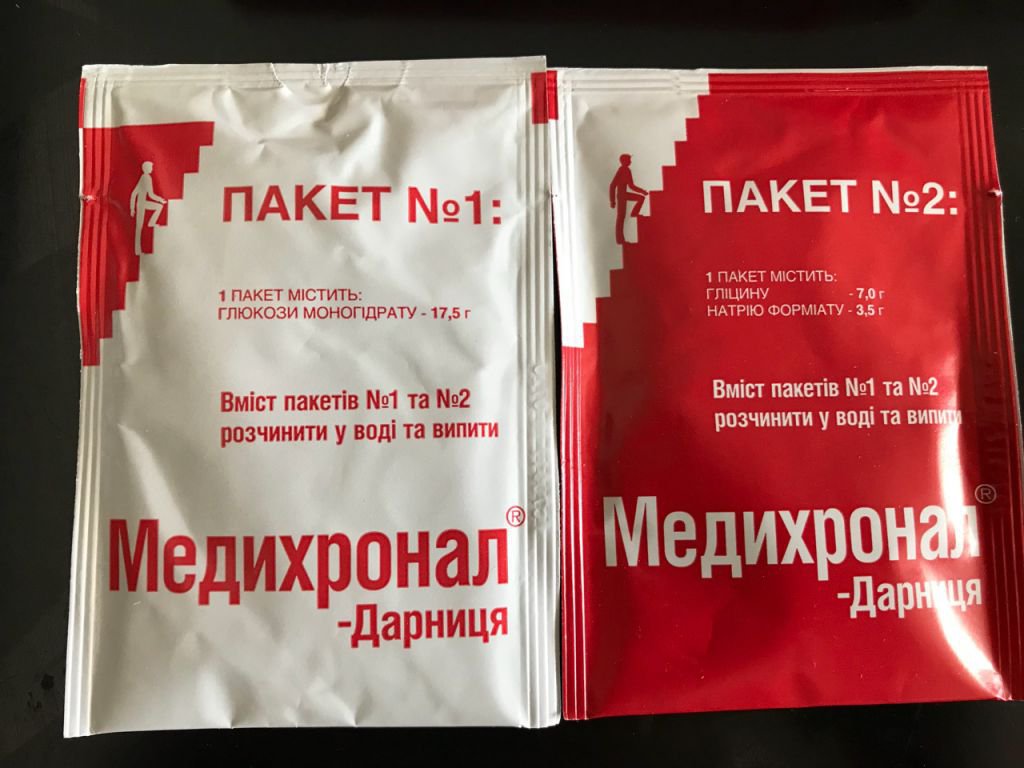 ПАКЕТ №1:
1 ПАКЕТ МІСТИТЬ:
ГЛЮКОЗИ МОНОГІДРАТУ - 17,5 г
Вміст пакетів №1 та №2
розчинити у воді та випити
Медихронал®
-Дарниця
ПАКЕТ №2:
1 ПАКЕТ МІСТИТЬ:
ГЛІЦИНУ - 7,0 г
НАТРІЮ ФОРМІАТУ - 3,5 г
Вміст пакетів №1 та №2
розчинити у воді та випити
Медихронал®
-Дарниця